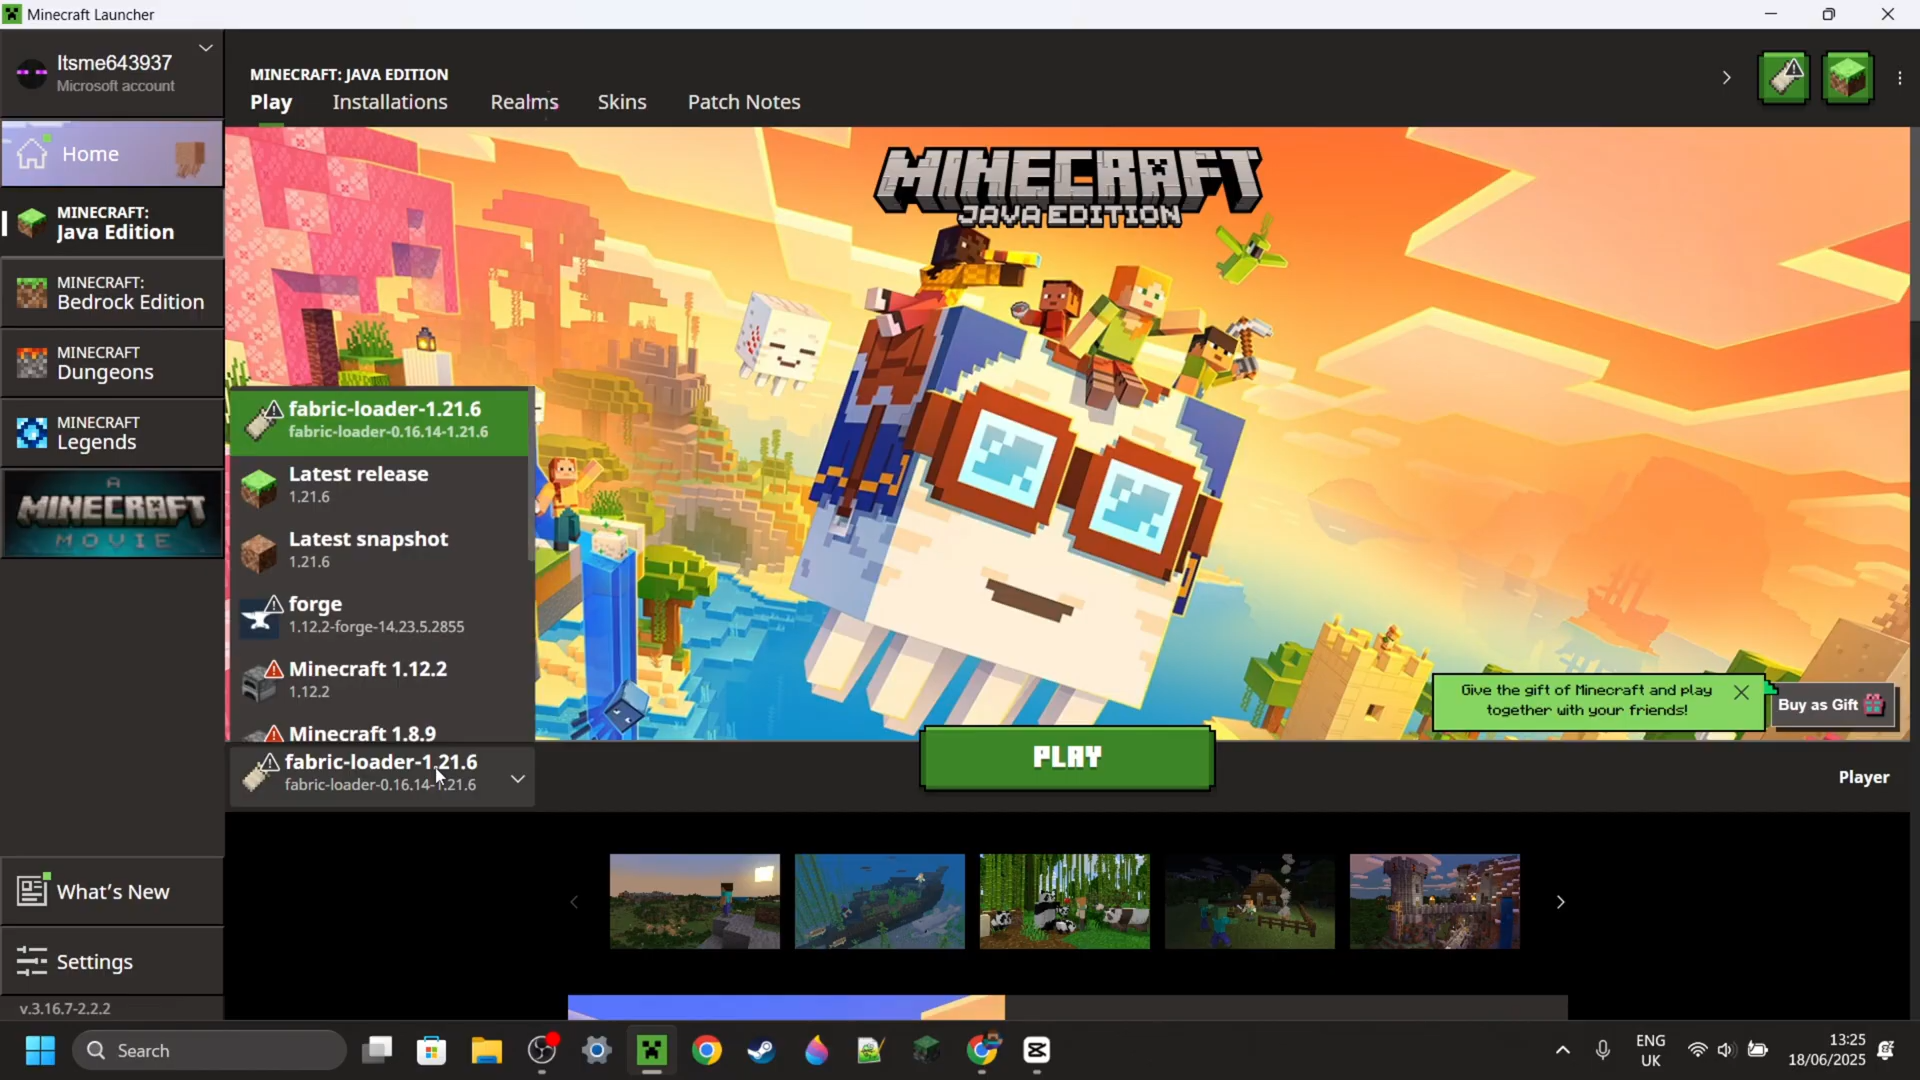 Minecraft Launcher
Itsme643937
Microsoft account
Home
MINECRAFT:
Java Edition
MINECRAFT:
Bedrock Edition
MINECRAFT
Dungeons
MINECRAFT
Legends
A
MINECRAFT
MOVIE
What's New
Settings
v.3.16.7-2.2.2
MINECRAFT: JAVA EDITION
Play
Installations
Realms
Skins
Patch Notes
MINECRAFT
JAVA EDITION
fabric-loader-1.21.6
fabric-loader-0.16.14-1.21.6
Latest release
1.21.6
Latest snapshot
1.21.6
forge
1.12.2-forge-14.23.5.2855
Minecraft 1.12.2
1.12.2
Minecraft 1.8.9
fabric-loader-1.21.6
fabric-loader-0.16.14-1.21.6
PLAY
Give the gift of Minecraft and play
together with your friends!
Buy as Gift
Player
Search
ENG
UK
13:25
18/06/2025